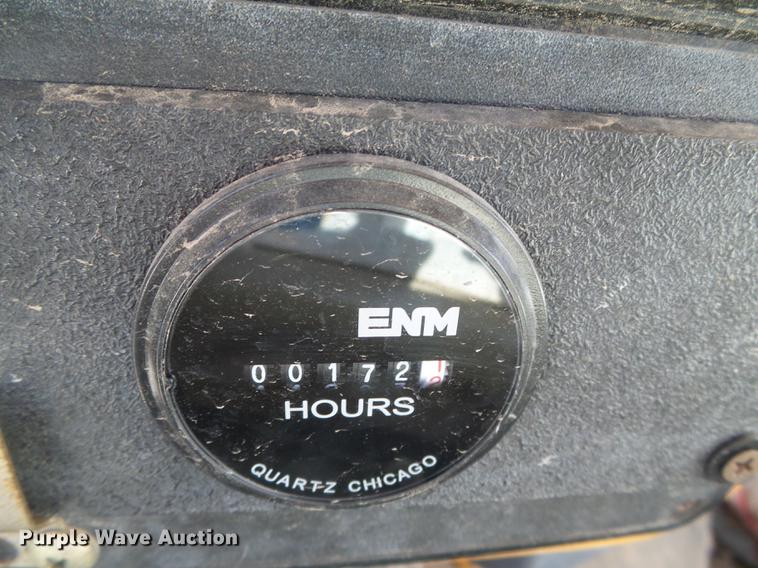 ENM
00172
HOURS
QUARTZ CHICAGO
Purple Wave Auction